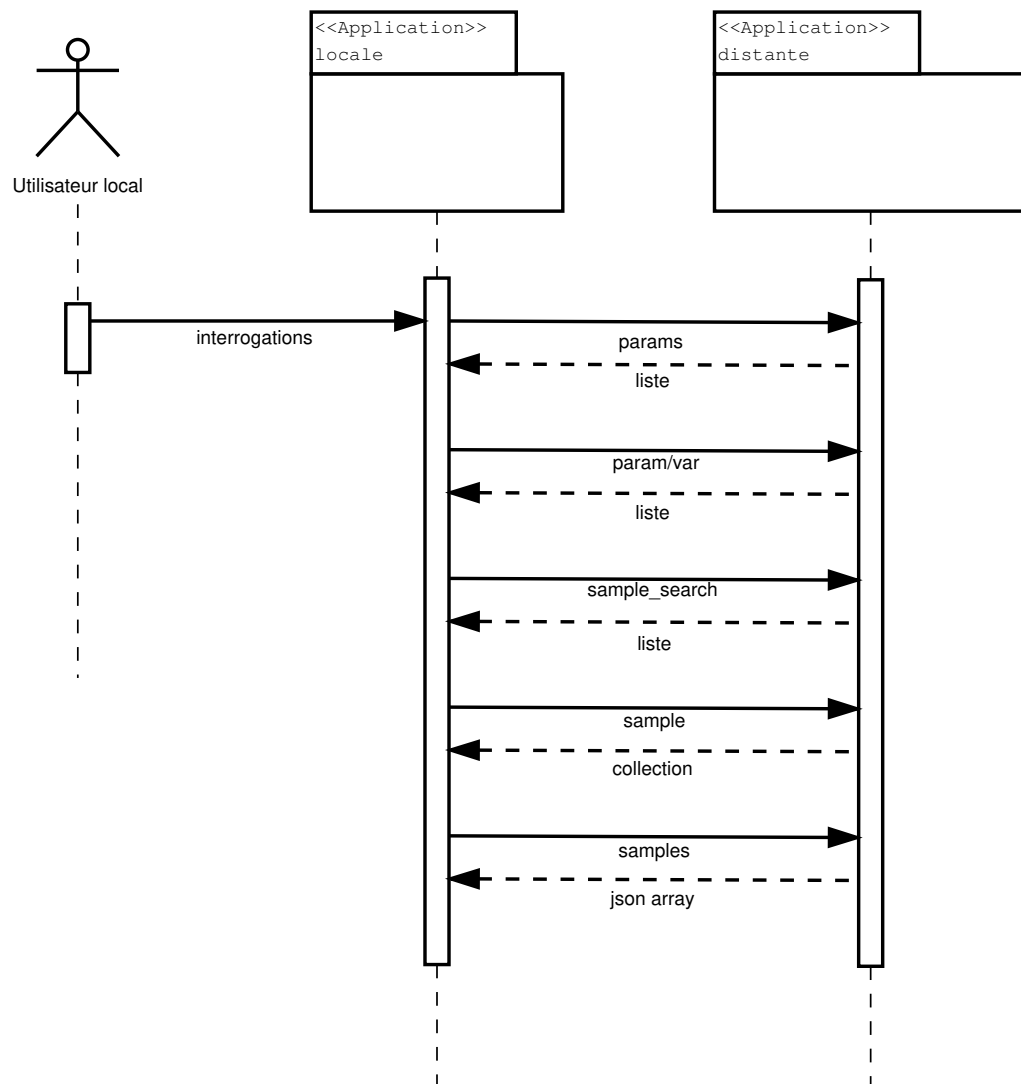 <<Application>>
locale
<<Application>>
distante
Utilisateur local
interrogations
params
liste
param/var
liste
sample_search
liste
sample
collection
samples
json array